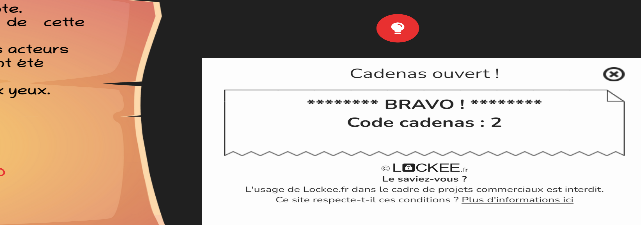 te.
de cette
s acteurs
ot été
x yeux.
Cadenas ouvert !
******** BRAVO ! ********
Code cadenas : 2
© LOCKEE.fr
Le saviez-vous ?
L'usage de Lockee.fr dans le cadre de projets commerciaux est interdit.
Ce site respecte-t-il ces conditions ? Plus d'informations ici